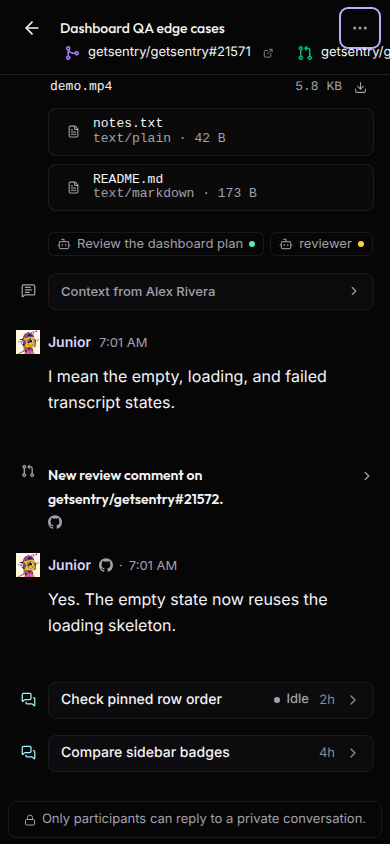 Dashboard QA edge cases
getsentry/getsentry#21571
getsentry/g
demo.mp4
5.8 KB
notes.txt
text/plain · 42 B
README.md
text/markdown · 173 B
Review the dashboard plan
reviewer
Context from Alex Rivera
Junior 7:01 AM
I mean the empty, loading, and failed
transcript states.
New review comment on
getsentry/getsentry#21572.
Junior · 7:01 AM
Yes. The empty state now reuses the
loading skeleton.
Check pinned row order
Idle 2h
Compare sidebar badges
4h
Only participants can reply to a private conversation.